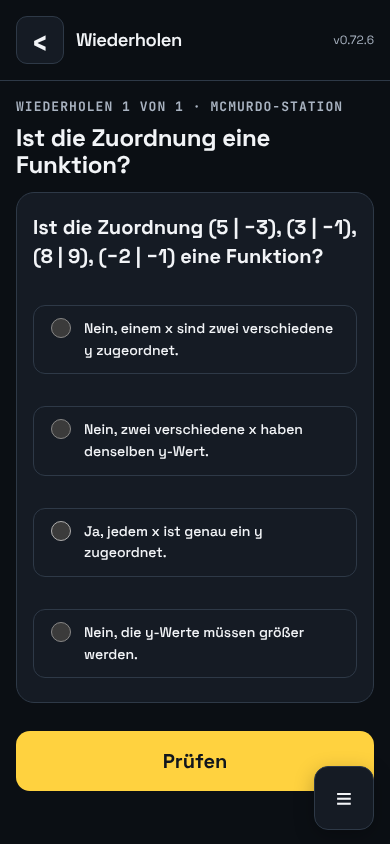 <
Wiederholen
v0.72.6
WIEDERHOLEN 1 VON 1 · MCMURDO-STATION
Ist die Zuordnung eine
Funktion?
Ist die Zuordnung (5 | −3), (3 | −1),
(8 | 9), (−2 | −1) eine Funktion?
Nein, einem x sind zwei verschiedene
y zugeordnet.
Nein, zwei verschiedene x haben
denselben y-Wert.
Ja, jedem x ist genau ein y
zugeordnet.
Nein, die y-Werte müssen größer
werden.
Prüfen